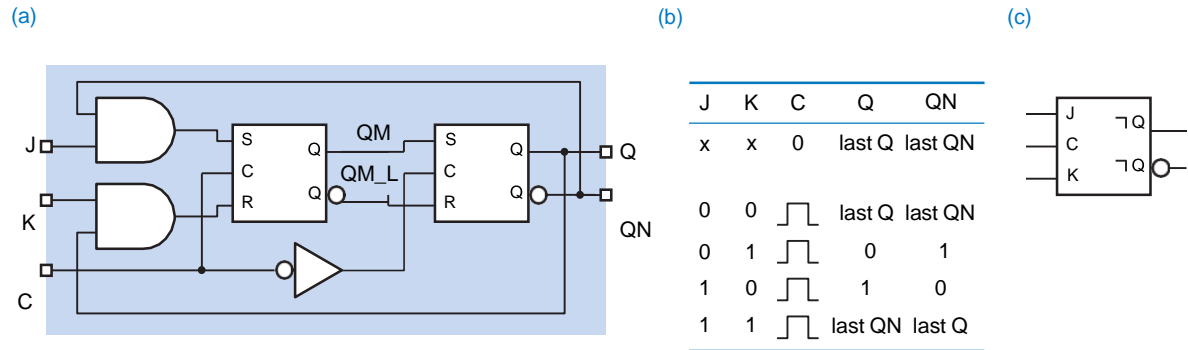 (a)
J
K
C
S
C
R
Q
Q
QM
QM_L
S
C
R
Q
Q
Q
QN
(b)
J K C Q QN
x x 0 last Q last QN
0 0 last Q last QN
0 1 0 1
1 0 1 0
1 1 last QN last Q
(c)
J
C
K
¬Q
¬Q